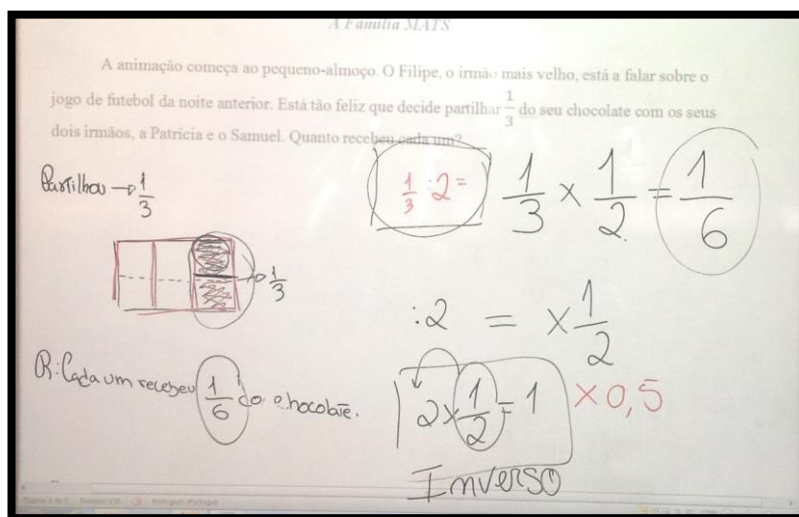 A Família MATS
A animação começa ao pequeno-almoço. O Filipe, o irmão mais velho, está a falar sobre o
jogo de futebol da noite anterior. Está tão feliz que decide partilhar 1/3 do seu chocolate com os seus
dois irmãos, a Patrícia e o Samuel. Quanto recebeu cada um?
Partilhou → 1/3
1/3 :2= 1/3 × 1/2 = 1/6
→ 1/3
:2 = × 1/2
R: Cada um recebeu 1/6 do chocolate.
2 × 1/2 = 1 × 0,5
Inverso